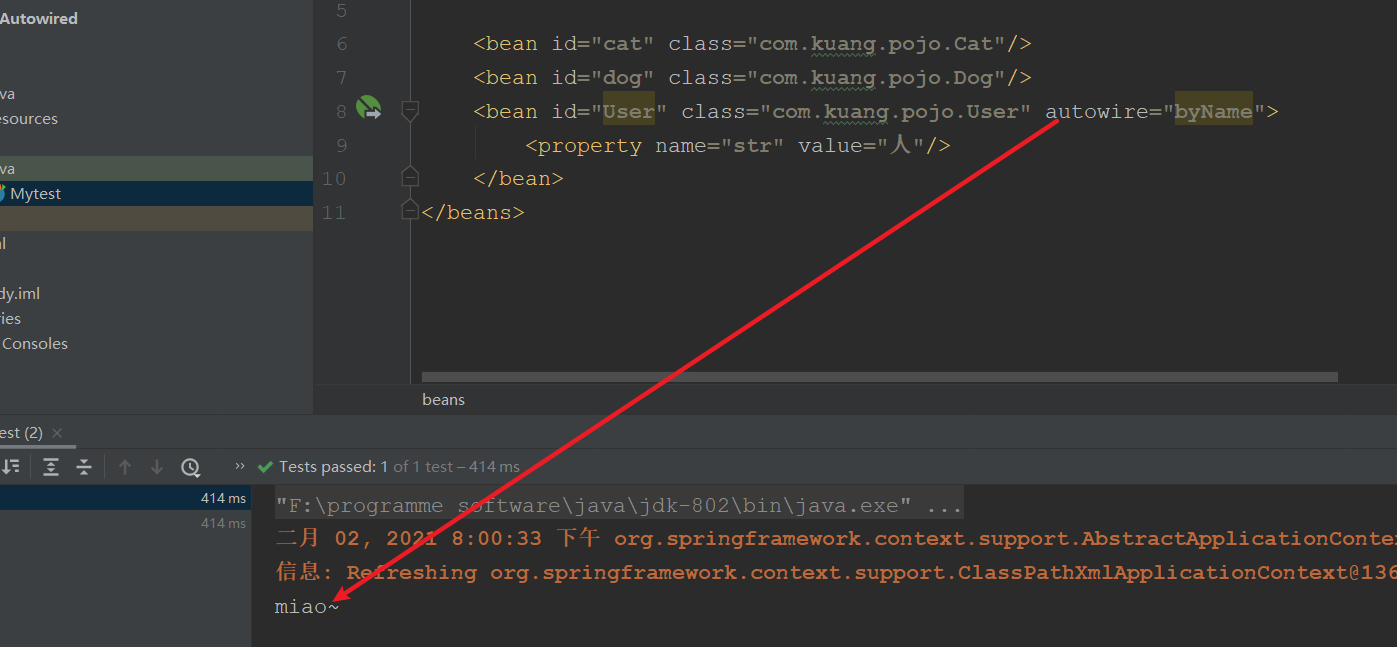 Autowired
va
esources
va
Mytest
l
dy.iml
ies
Consoles
5
6 <bean id="cat" class="com.kuang.pojo.Cat"/>
7 <bean id="dog" class="com.kuang.pojo.Dog"/>
8 <bean id="User" class="com.kuang.pojo.User" autowire="byName">
9 <property name="str" value="人"/>
10 </bean>
11 </beans>
beans
est (2) ×
» Tests passed: 1 of 1 test – 414 ms
414 ms
414 ms
"F:\programme software\java\jdk-802\bin\java.exe" ...
二月 02, 2021 8:00:33 下午 org.springframework.context.support.AbstractApplicationConte
信息: Refreshing org.springframework.context.support.ClassPathXmlApplicationContext@136
miao~